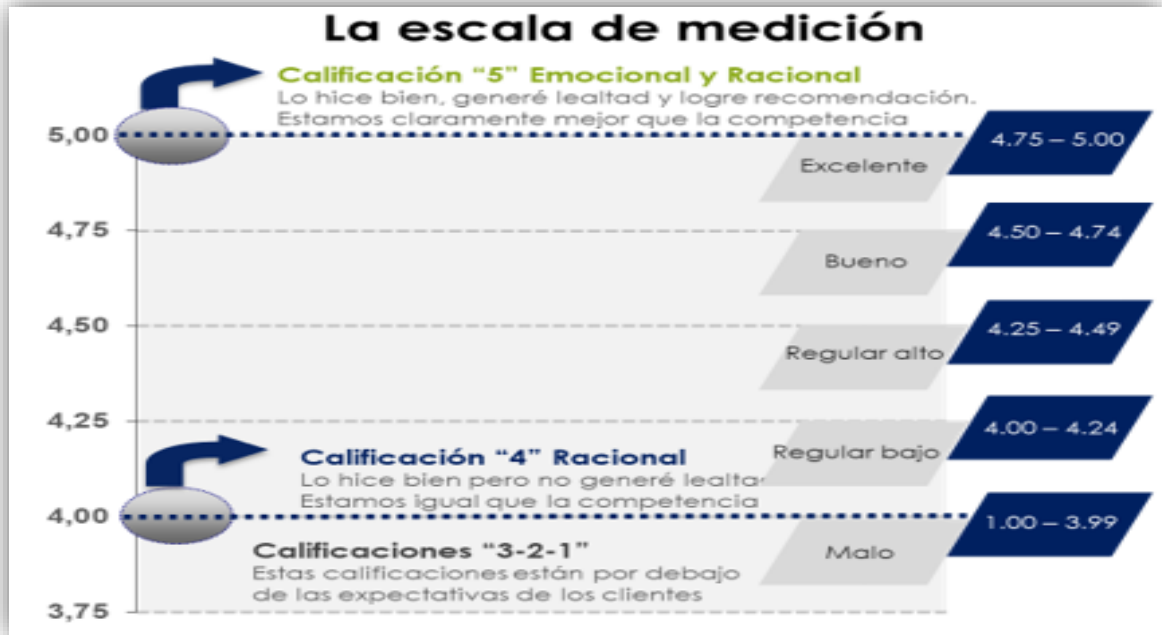 La escala de medición
Calificación “5” Emocional y Racional
Lo hice bien, generé lealtad y logre recomendación.
Estamos claramente mejor que la competencia
5,00
4.75 – 5.00
Excelente
4,75
4.50 – 4.74
Bueno
4,50
4.25 – 4.49
Regular alto
4,25
4.00 – 4.24
Regular bajo
Calificación “4” Racional
Lo hice bien pero no generé lealta
Estamos igual que la competencia
4,00
1.00 – 3.99
Malo
Calificaciones “3-2-1”
Estas calificaciones están por debajo
de las expectativas de los clientes
3,75